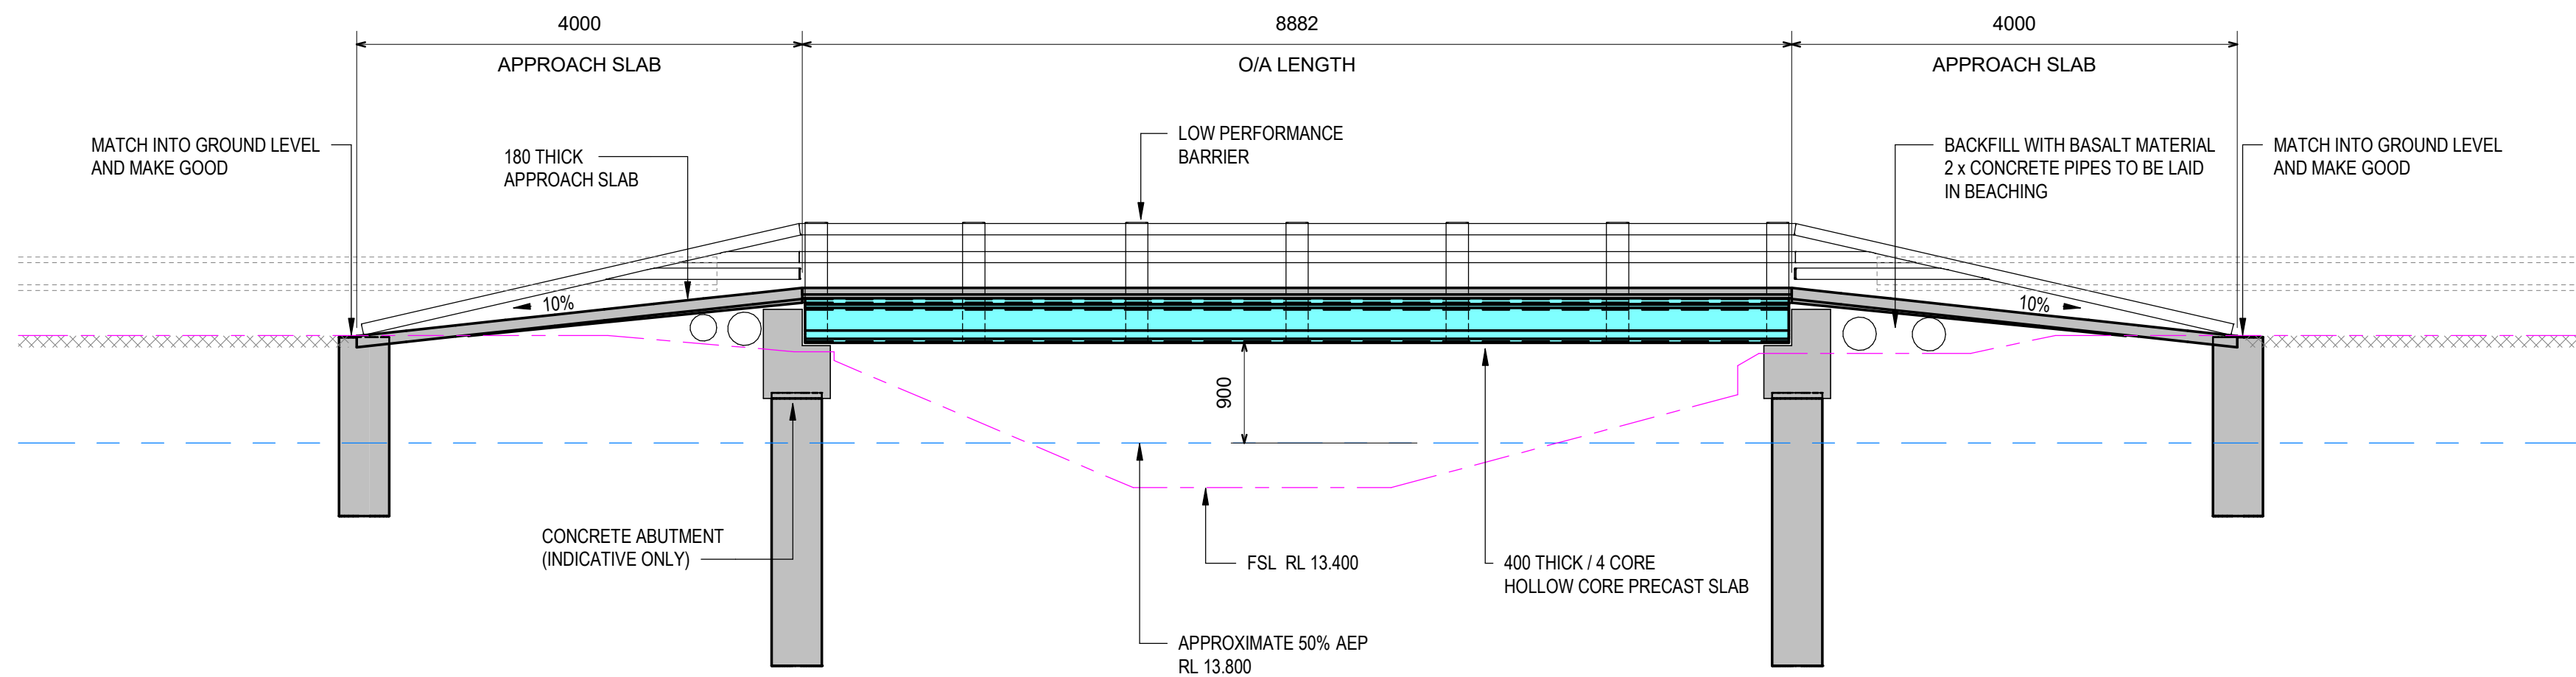 4000
8882
4000
APPROACH SLAB
O/A LENGTH
APPROACH SLAB
MATCH INTO GROUND LEVEL
AND MAKE GOOD
180 THICK
APPROACH SLAB
LOW PERFORMANCE
BARRIER
BACKFILL WITH BASALT MATERIAL
2 x CONCRETE PIPES TO BE LAID
IN BEACHING
MATCH INTO GROUND LEVEL
AND MAKE GOOD
10%
10%
900
CONCRETE ABUTMENT
(INDICATIVE ONLY)
FSL RL 13.400
400 THICK / 4 CORE
HOLLOW CORE PRECAST SLAB
APPROXIMATE 50% AEP
RL 13.800